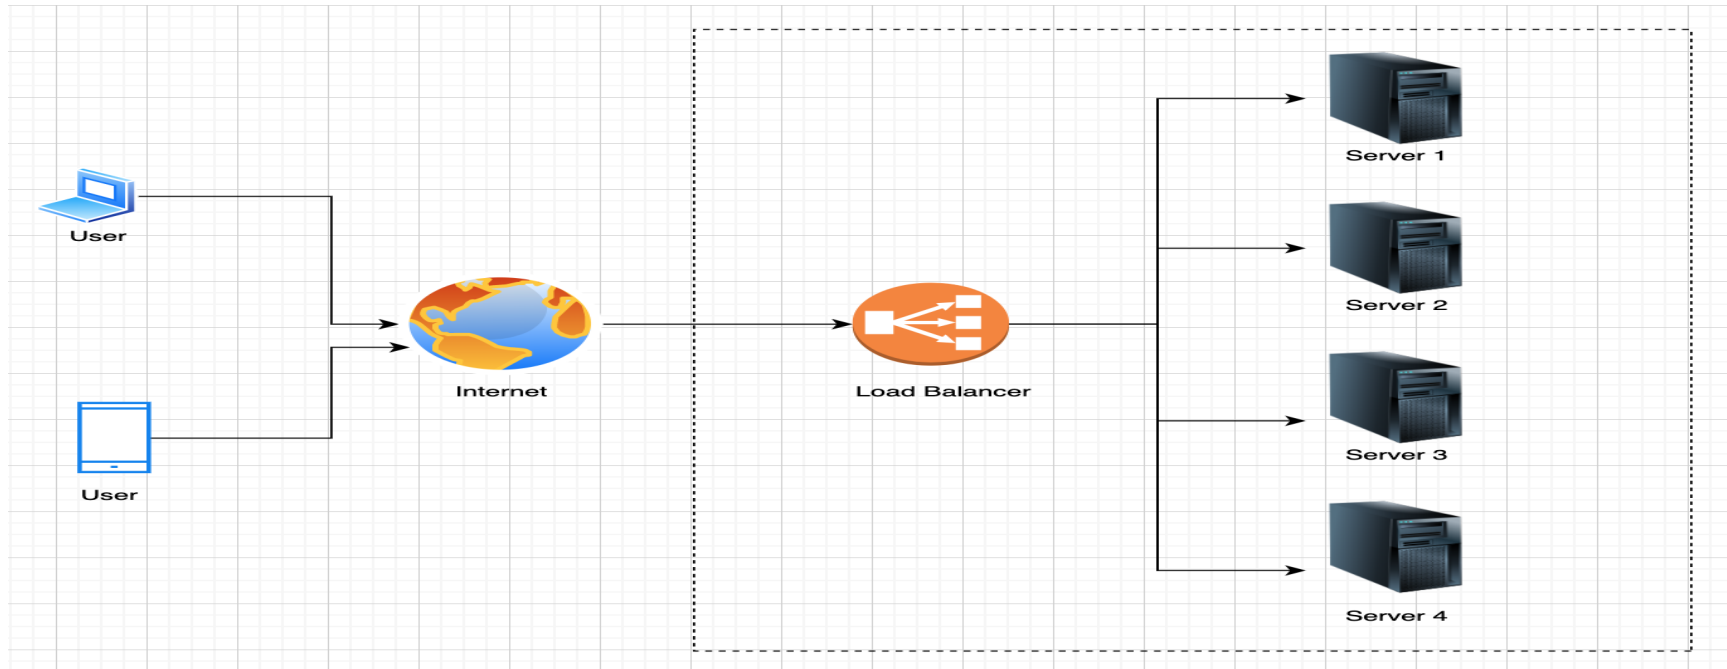 User
User
Internet
Load Balancer
Server 1
Server 2
Server 3
Server 4